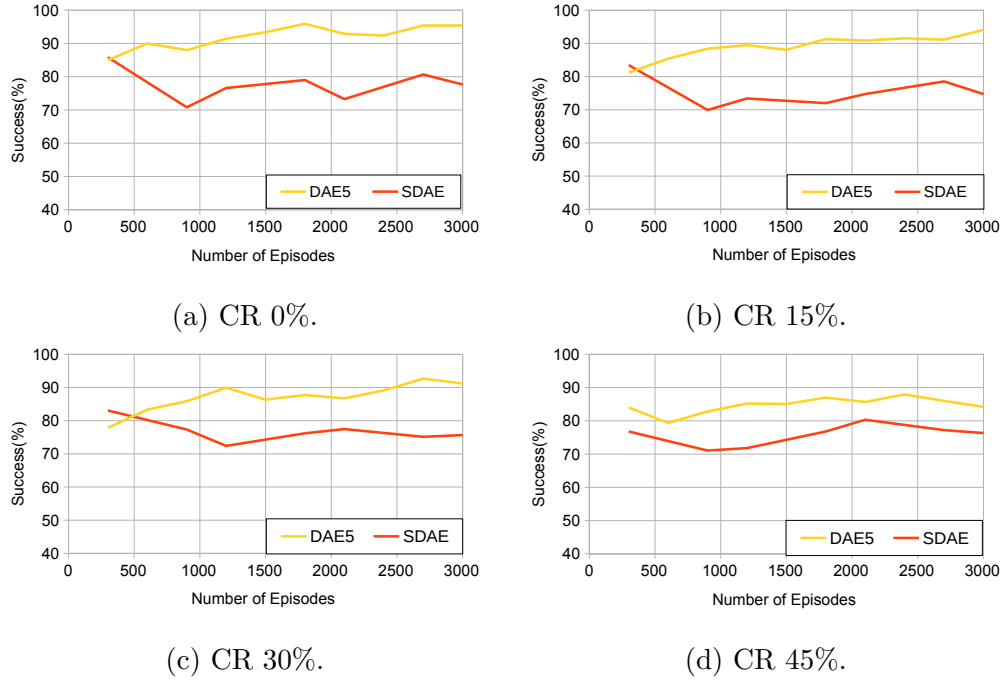 100
90
80
70
60
50
40
Success(%)
DAE5 SDAE
0 500 1000 1500 2000 2500 3000
Number of Episodes
(a) CR 0%.
100
90
80
70
60
50
40
Success(%)
DAE5 SDAE
0 500 1000 1500 2000 2500 3000
Number of Episodes
(b) CR 15%.
100
90
80
70
60
50
40
Success(%)
DAE5 SDAE
0 500 1000 1500 2000 2500 3000
Number of Episodes
(c) CR 30%.
100
90
80
70
60
50
40
Success(%)
DAE5 SDAE
0 500 1000 1500 2000 2500 3000
Number of Episodes
(d) CR 45%.